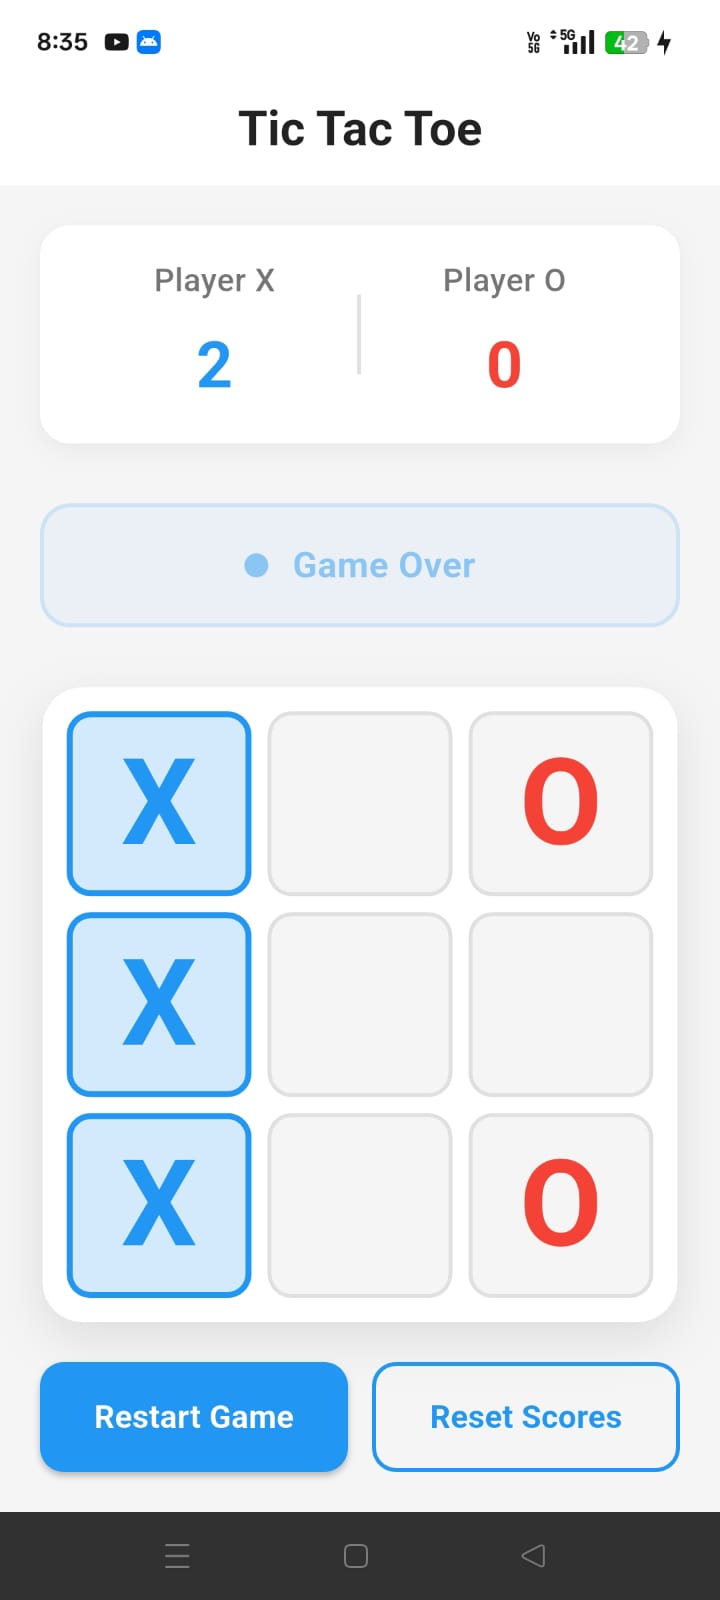 8:35 Vo 5G 5G 42
Tic Tac Toe
Player X Player O
2 0
Game Over
X O
X
X O
Restart Game Reset Scores